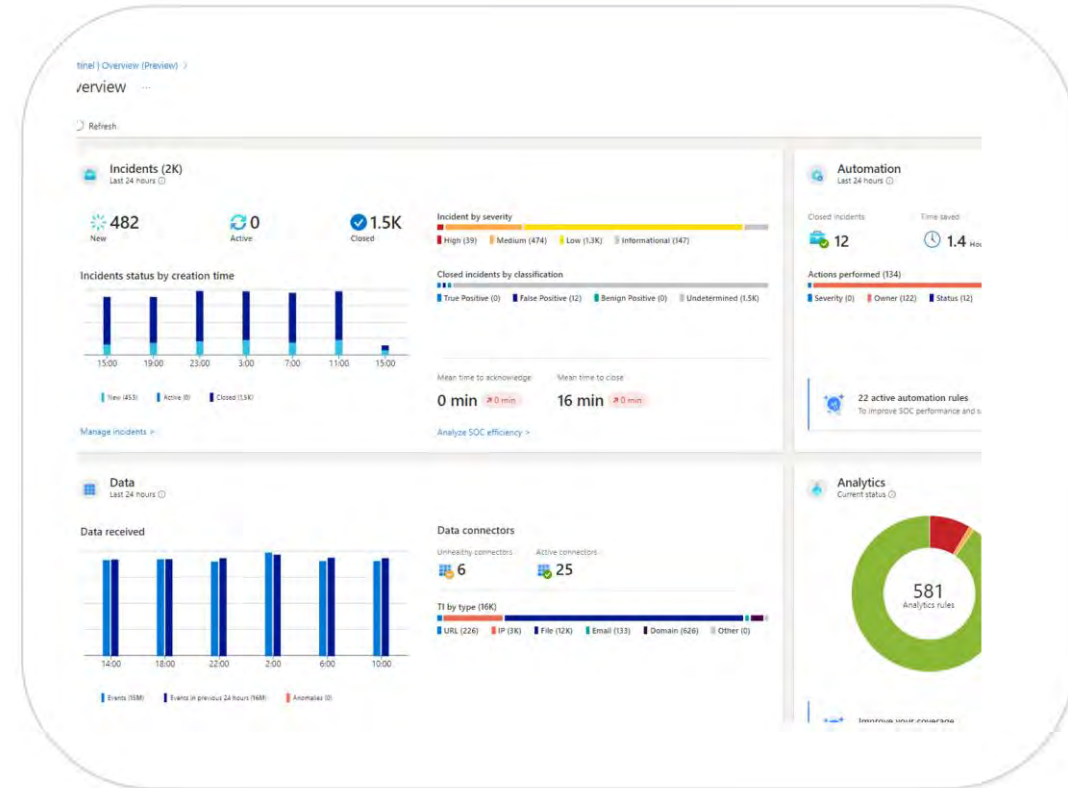 tinel | Overview (Preview) >
verview ...
Refresh
Incidents (2K)
Last 24 hours
482
New
0
Active
1.5K
Closed
Incidents status by creation time
15:00 19:00 23:00 3:00 7:00 11:00 15:00
New (453) Active (0) Closed (1.5K)
Manage incidents >
Incident by severity
High (39) Medium (474) Low (1.3K) Informational (147)
Closed incidents by classification
True Positive (0) False Positive (12) Benign Positive (0) Undetermined (1.5K)
Mean time to acknowledge
0 min 0 min
Mean time to close
16 min 0 min
Analyze SOC efficiency >
Automation
Last 24 hours
Closed incidents
12
Time saved
1.4 Hou
Actions performed (134)
Severity (0) Owner (122) Status (12)
22 active automation rules
To improve SOC performance and s
Data
Last 24 hours
Data received
14:00 18:00 22:00 2:00 6:00 10:00
Events Events in previous 24 hours Anomalies (0)
Data connectors
Unhealthy connectors
6
Active connectors
25
TI by type (16K)
URL (226) IP (3K) File (12K) Email (133) Domain (626) Other (0)
Analytics
Current status
581
Analytics rules
Improve your coverage